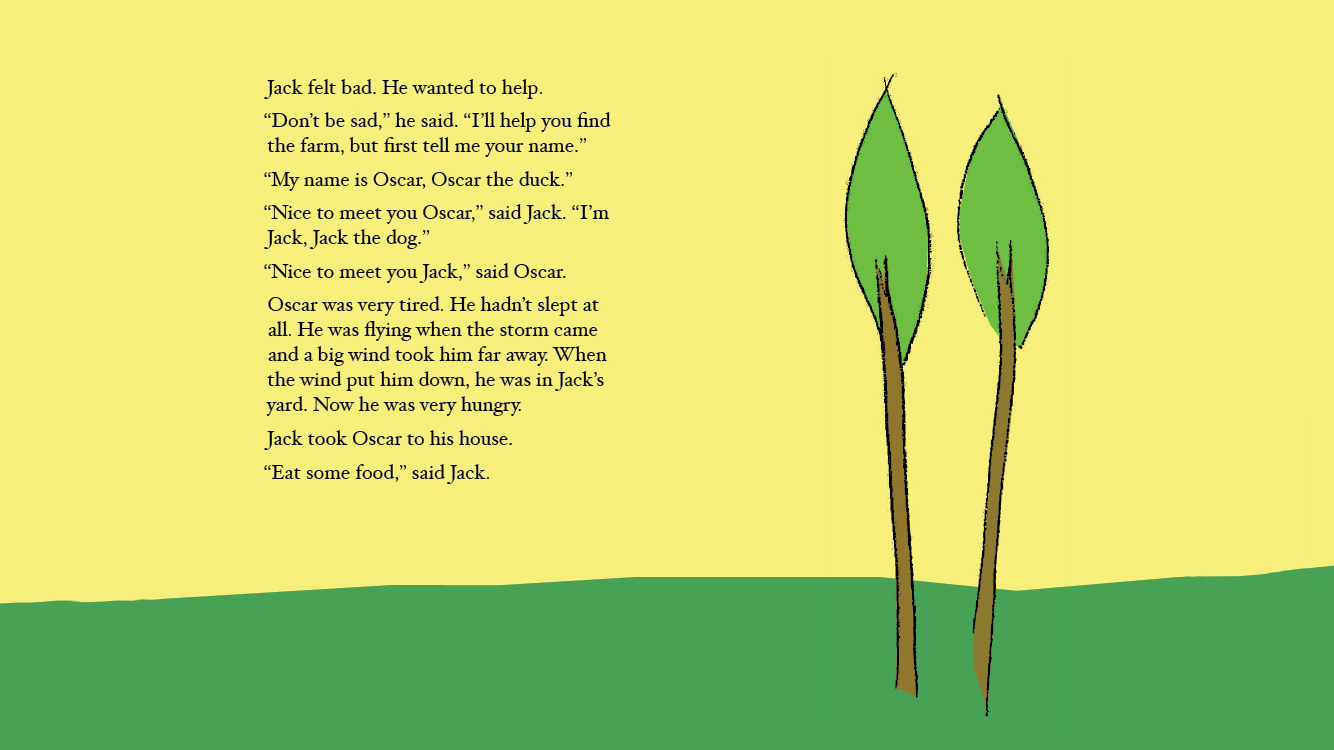 Jack felt bad. He wanted to help.
“Don’t be sad,” he said. “I’ll help you find
the farm, but first tell me your name.”
“My name is Oscar, Oscar the duck.”
“Nice to meet you Oscar,” said Jack. “I’m
Jack, Jack the dog.”
“Nice to meet you Jack,” said Oscar.
Oscar was very tired. He hadn’t slept at
all. He was flying when the storm came
and a big wind took him far away. When
the wind put him down, he was in Jack’s
yard. Now he was very hungry.
Jack took Oscar to his house.
“Eat some food,” said Jack.